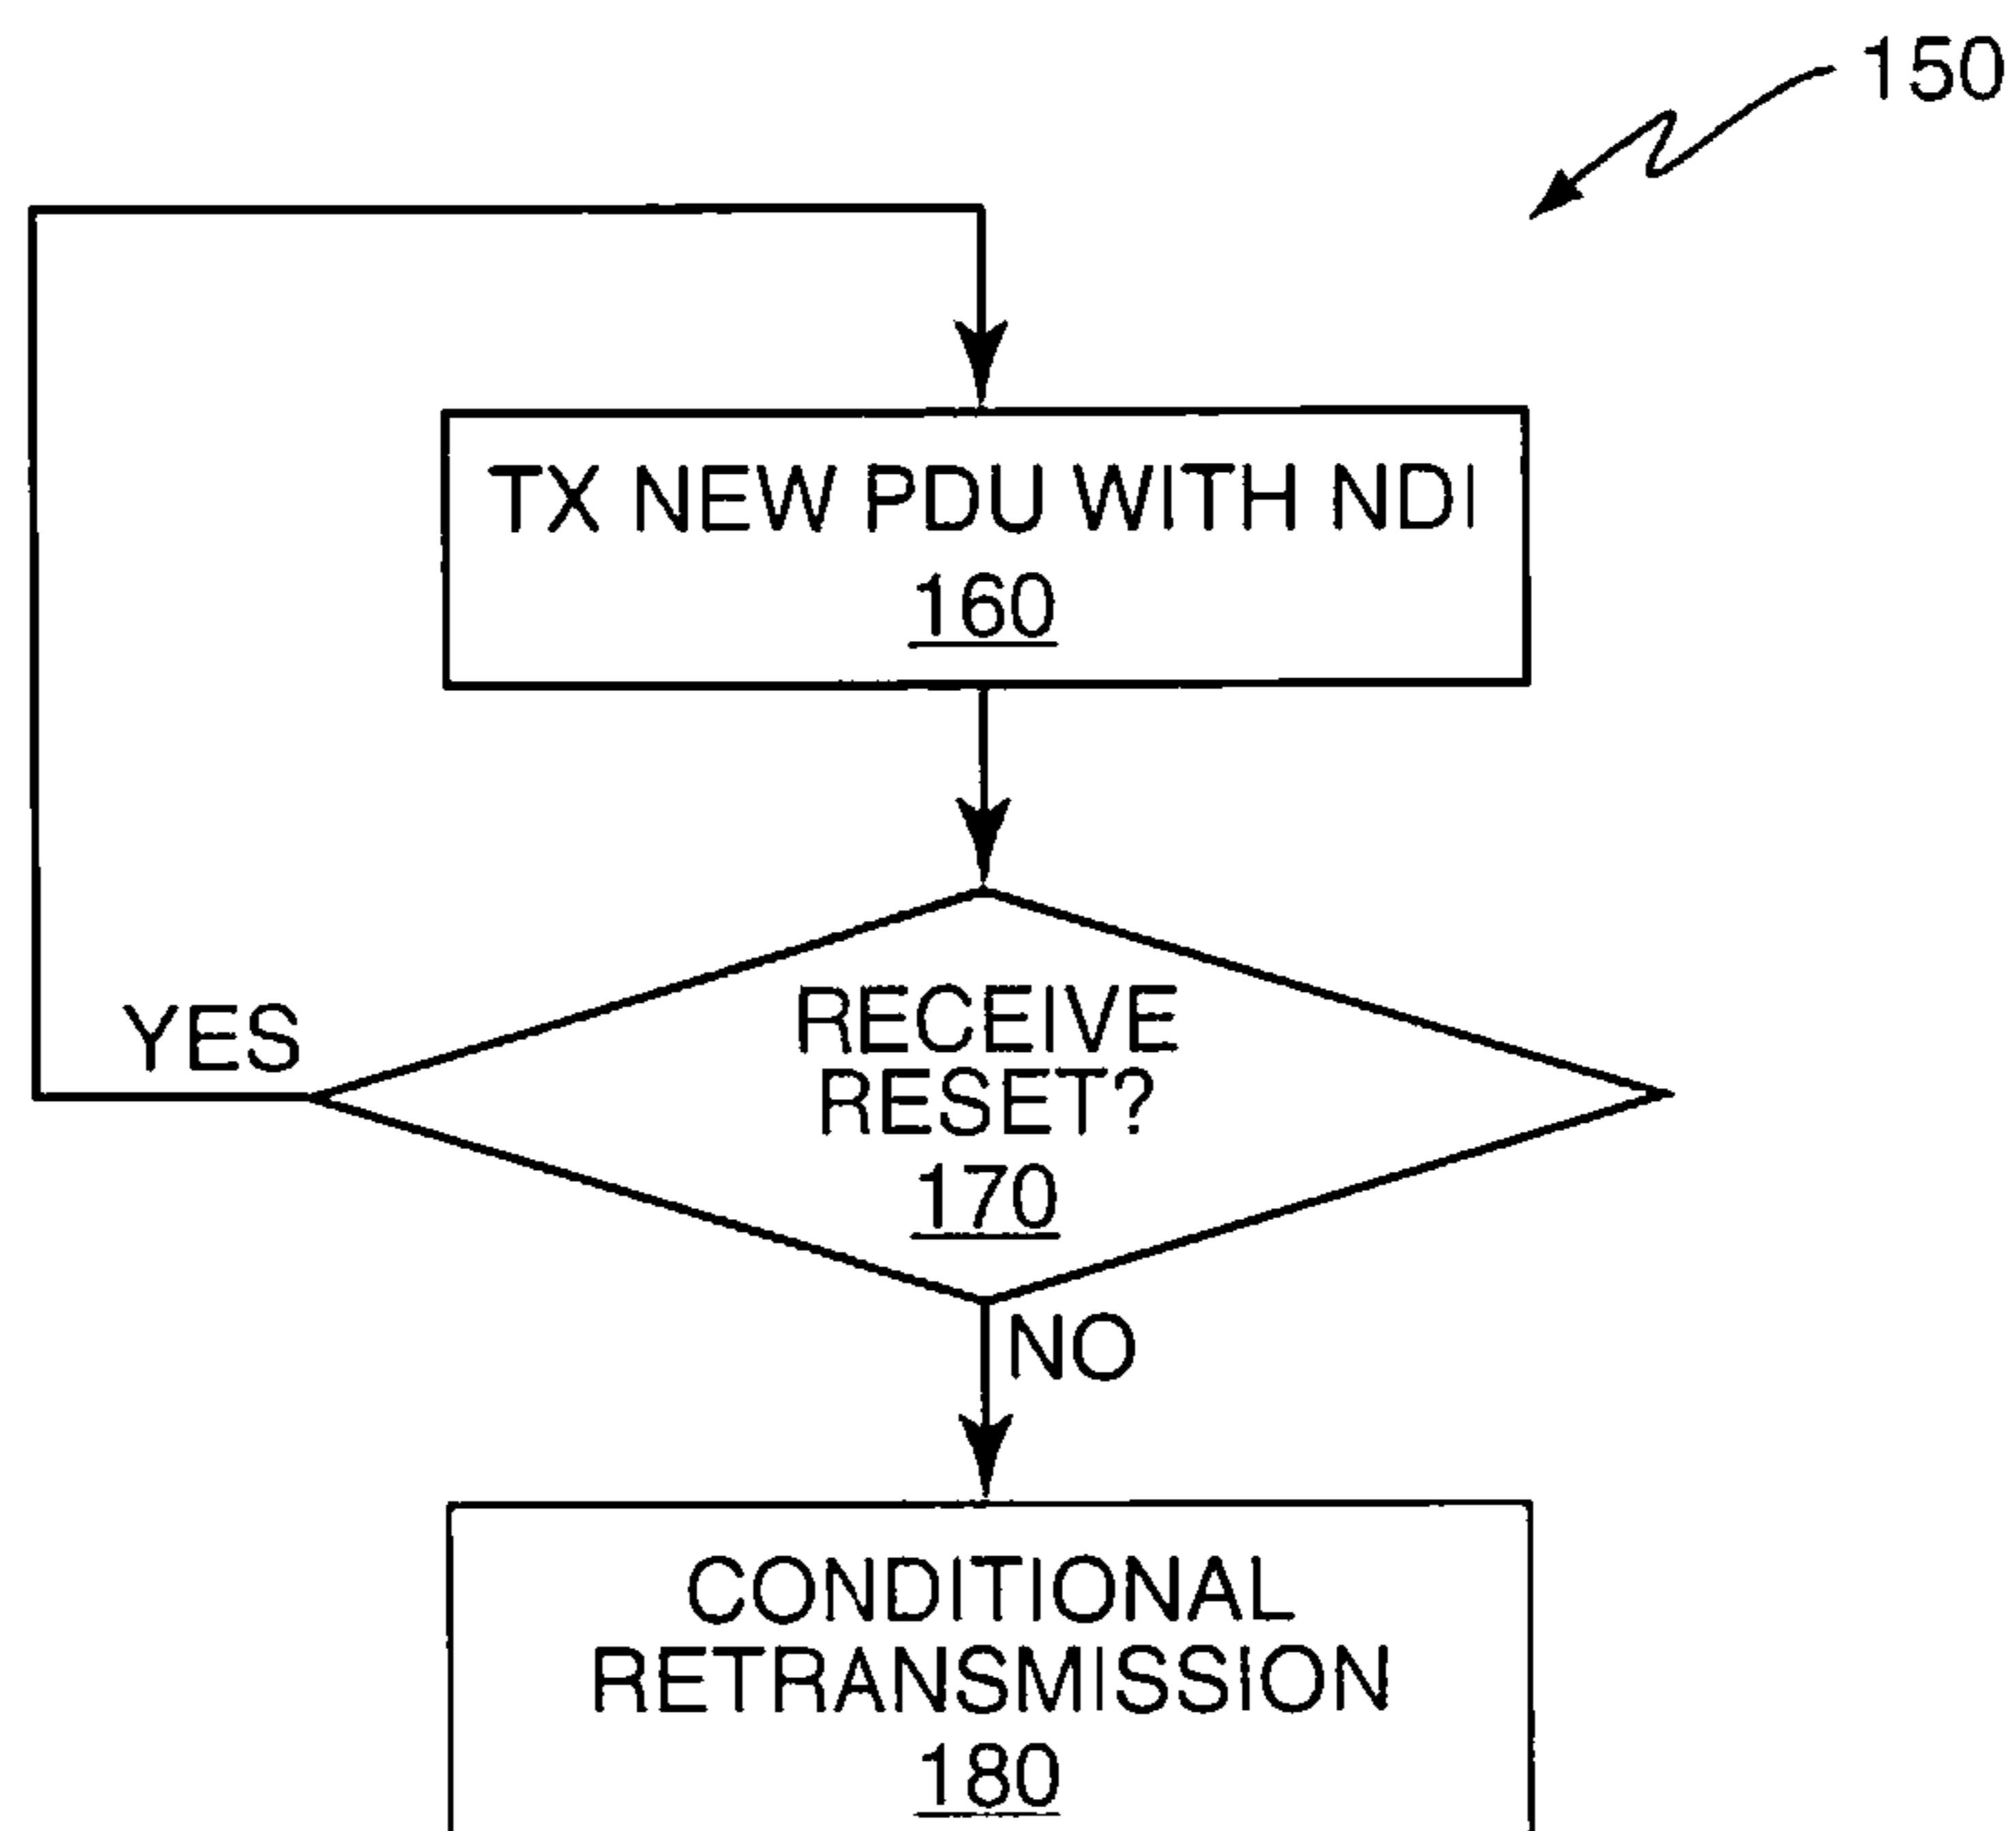 150
TX NEW PDU WITH NDI
160
RECEIVE
RESET?
170
YES
NO
CONDITIONAL
RETRANSMISSION
180